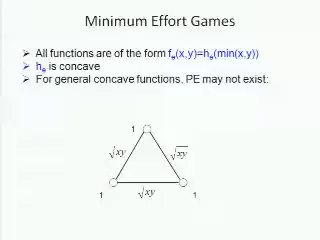 Minimum Effort Games
➢ All functions are of the form fₑ(x,y)=hₑ(min(x,y))
➢ hₑ is concave
➢ For general concave functions, PE may not exist:
1
√xy √xy
√xy
1 1